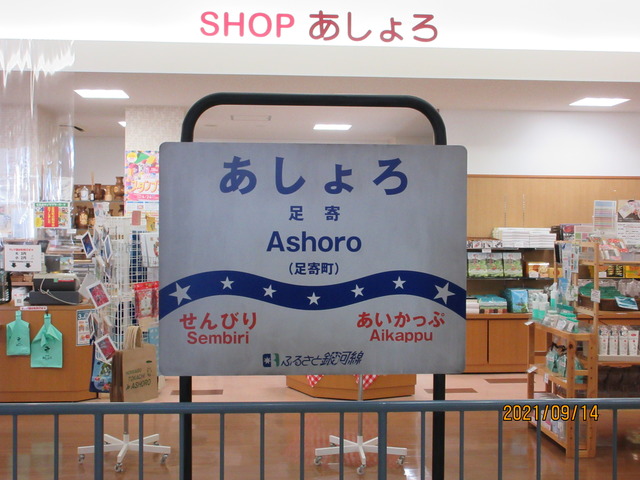 SHOP あしょろ
あしょろ
足寄
Ashoro
(足寄町)
せんびり
Sembiri
あいかっぷ
Aikappu
ふるさと銀河線
2021/09/14